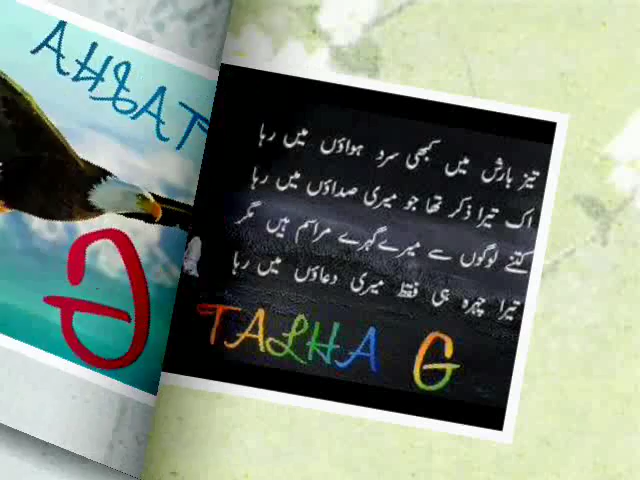 تیز بارش میں کبھی سرد ہواؤں میں رہا
اک تیرا ذکر تھا جو میری صداؤں میں رہا
کتنے لوگوں سے میرے گہرے مراسم ہیں مگر
تیرا چہرہ ہی فقط میری دعاؤں میں رہا
TALHA G
TALHA
G